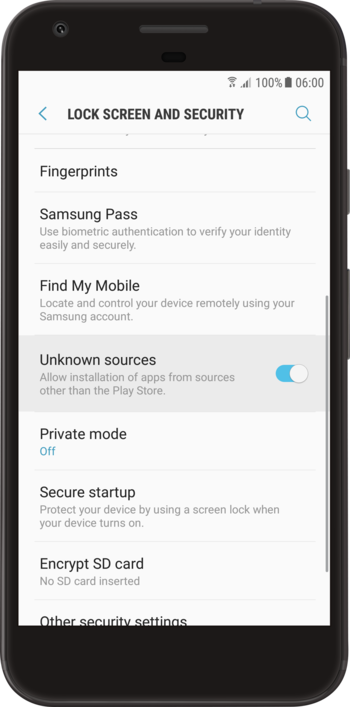 100% 06:00
LOCK SCREEN AND SECURITY
Fingerprints
Samsung Pass
Use biometric authentication to verify your identity
easily and securely.
Find My Mobile
Locate and control your device remotely using your
Samsung account.
Unknown sources
Allow installation of apps from sources
other than the Play Store.
Private mode
Off
Secure startup
Protect your device by using a screen lock when
your device turns on.
Encrypt SD card
No SD card inserted
Other security settings